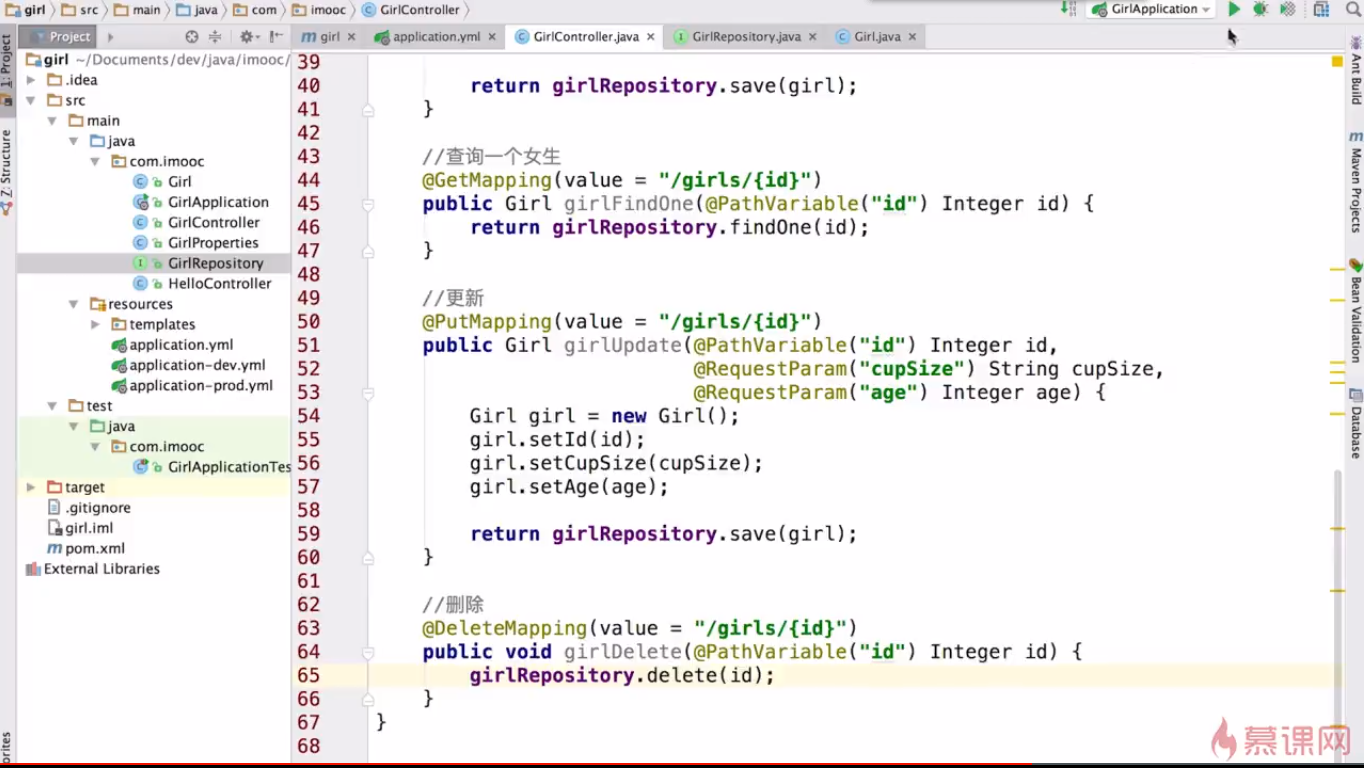 girl src main java com imooc GirlController
GirlApplication
Project
girl application.yml GirlController.java GirlRepository.java Girl.java
1: Project
Z: Structure
Ant Build
Maven Projects
Bean Validation
Database
girl ~/Documents/dev/java/imooc/
.idea
src
main
java
com.imooc
Girl
GirlApplication
GirlController
GirlProperties
GirlRepository
HelloController
resources
templates
application.yml
application-dev.yml
application-prod.yml
test
java
com.imooc
GirlApplicationTes
target
.gitignore
girl.iml
pom.xml
External Libraries
39
40 return girlRepository.save(girl);
41 }
42
43 //查询一个女生
44 @GetMapping(value = "/girls/{id}")
45 public Girl girlFindOne(@PathVariable("id") Integer id) {
46 return girlRepository.findOne(id);
47 }
48
49 //更新
50 @PutMapping(value = "/girls/{id}")
51 public Girl girlUpdate(@PathVariable("id") Integer id,
52 @RequestParam("cupSize") String cupSize,
53 @RequestParam("age") Integer age) {
54 Girl girl = new Girl();
55 girl.setId(id);
56 girl.setCupSize(cupSize);
57 girl.setAge(age);
58
59 return girlRepository.save(girl);
60 }
61
62 //删除
63 @DeleteMapping(value = "/girls/{id}")
64 public void girlDelete(@PathVariable("id") Integer id) {
65 girlRepository.delete(id);
66 }
67 }
68
慕课网